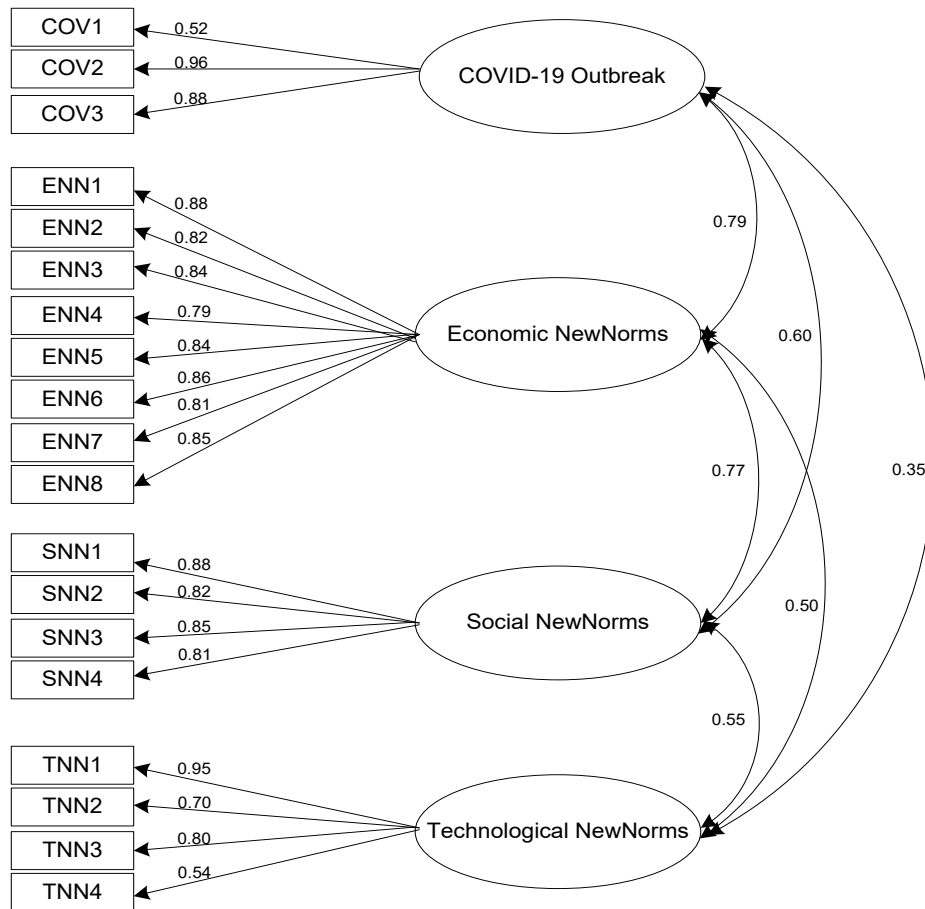 COV1
0.52
COV2
0.96
COV3
0.88
COVID-19 Outbreak
ENN1
0.88
ENN2
0.82
ENN3
0.84
ENN4
0.79
ENN5
0.84
ENN6
0.86
ENN7
0.81
ENN8
0.85
Economic NewNorms
0.79
0.60
0.77
0.35
SNN1
0.88
SNN2
0.82
SNN3
0.85
SNN4
0.81
Social NewNorms
0.50
0.55
TNN1
0.95
TNN2
0.70
TNN3
0.80
TNN4
0.54
Technological NewNorms